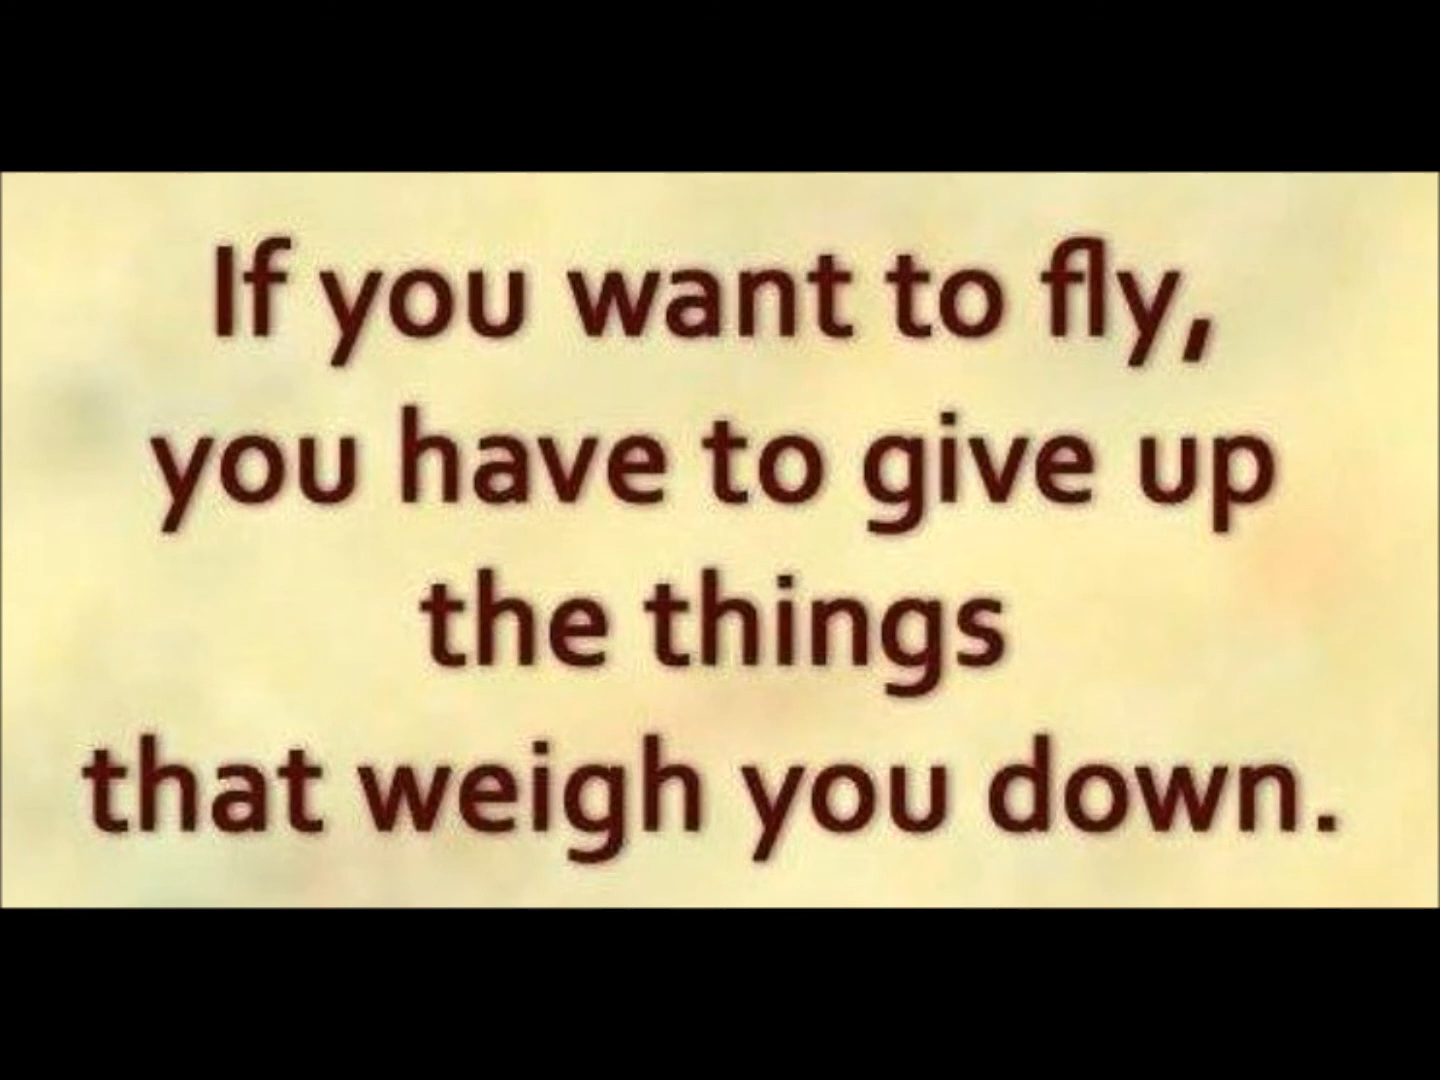 If you want to fly,
you have to give up
the things
that weigh you down.